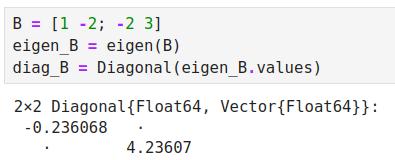 B = [1 -2; -2 3]
eigen_B = eigen(B)
diag_B = Diagonal(eigen_B.values)
2×2 Diagonal{Float64, Vector{Float64}}:
 -0.236068   ⋅
   ⋅        4.23607